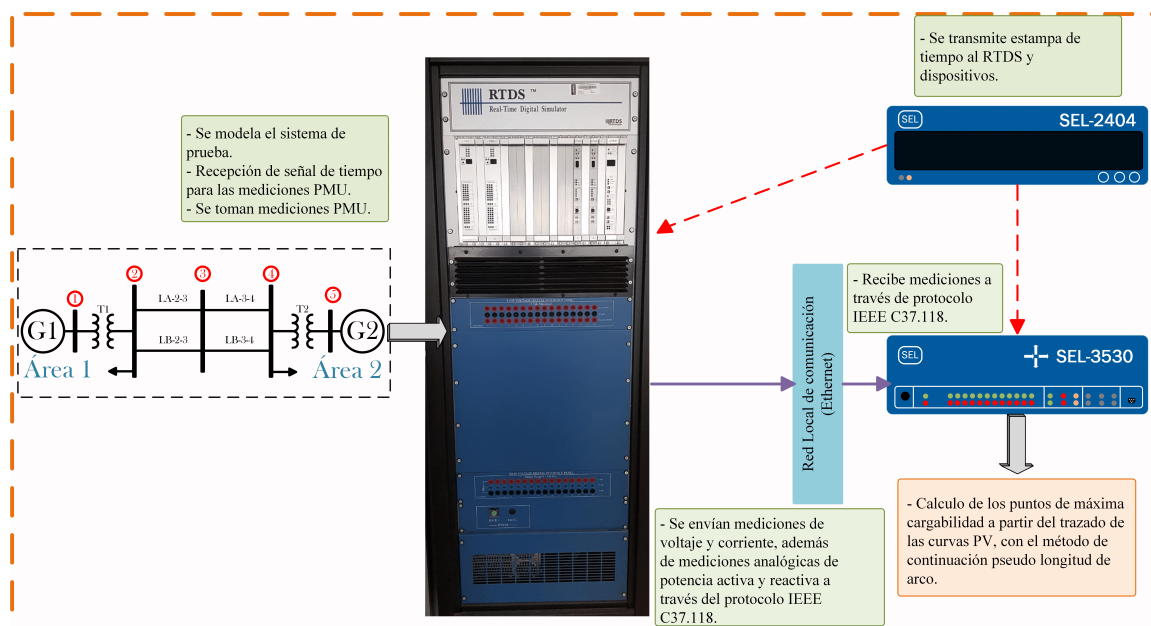 - Se transmite estampa de
tiempo al RTDS y
dispositivos.
SEL
SEL-2404
RTDS ™
Real-Time Digital Simulator
RTDS
- Se modela el sistema de
prueba.
- Recepción de señal de tiempo
para las mediciones PMU.
- Se toman mediciones PMU.
1
2
3
4
5
T1
LA-2-3
LA-3-4
T2
G1
G2
LB-2-3
LB-3-4
Área 1
Área 2
Red Local de comunicación
(Ethernet)
- Recibe mediciones a
través de protocolo
IEEE C37.118.
SEL
SEL-3530
- Se envían mediciones de
voltaje y corriente, además
de mediciones analógicas de
potencia activa y reactiva a
través del protocolo IEEE
C37.118.
- Calculo de los puntos de máxima
cargabilidad a partir del trazado de
las curvas PV, con el método de
continuación pseudo longitud de
arco.